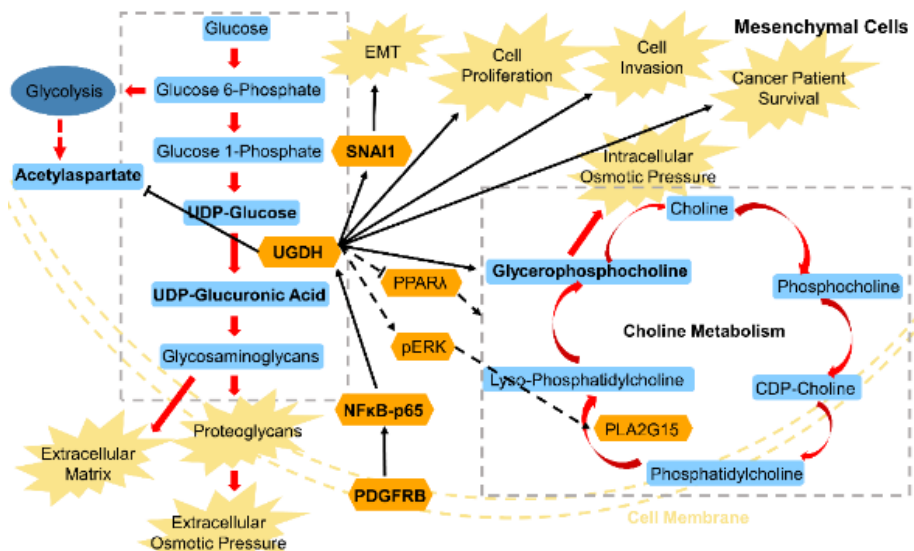 Mesenchymal Cells
Glucose
EMT
Cell
Proliferation
Cell
Invasion
Cancer Patient
Survival
Glycolysis
Glucose 6-Phosphate
Glucose 1-Phosphate
SNAI1
Intracellular
Osmotic Pressure
Acetylaspartate
UDP-Glucose
Choline
UGDH
Glycerophosphocholine
PPARλ
Phosphocholine
UDP-Glucuronic Acid
Choline Metabolism
pERK
Glycosaminoglycans
Lyso-Phosphatidylcholine
CDP-Choline
NFκB-p65
Proteoglycans
PLA2G15
Extracellular
Matrix
Phosphatidylcholine
PDGFRB
Extracellular
Osmotic Pressure
Cell Membrane